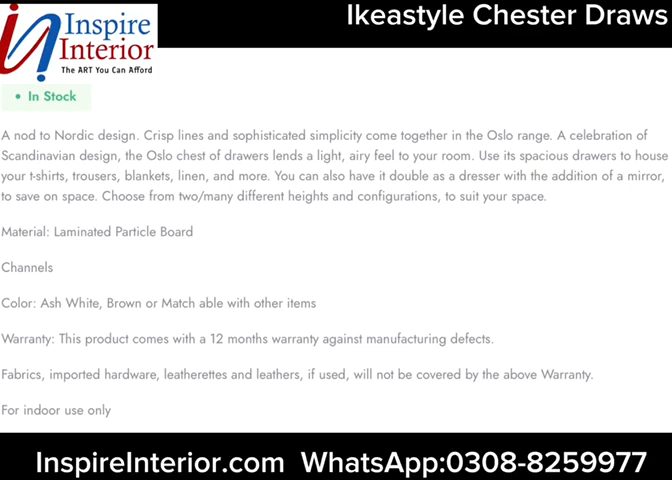 Ikeastyle Chester Draws
Inspire
Interior
The ART You Can Afford
• In Stock
A nod to Nordic design. Crisp lines and sophisticated simplicity come together in the Oslo range. A celebration of
Scandinavian design, the Oslo chest of drawers lends a light, airy feel to your room. Use its spacious drawers to house
your t-shirts, trousers, blankets, linen, and more. You can also have it double as a dresser with the addition of a mirror,
to save on space. Choose from two/many different heights and configurations, to suit your space.
Material: Laminated Particle Board
Channels
Color: Ash White, Brown or Match able with other items
Warranty: This product comes with a 12 months warranty against manufacturing defects.
Fabrics, imported hardware, leatherettes and leathers, if used, will not be covered by the above Warranty.
For indoor use only
InspireInterior.com WhatsApp:0308-8259977